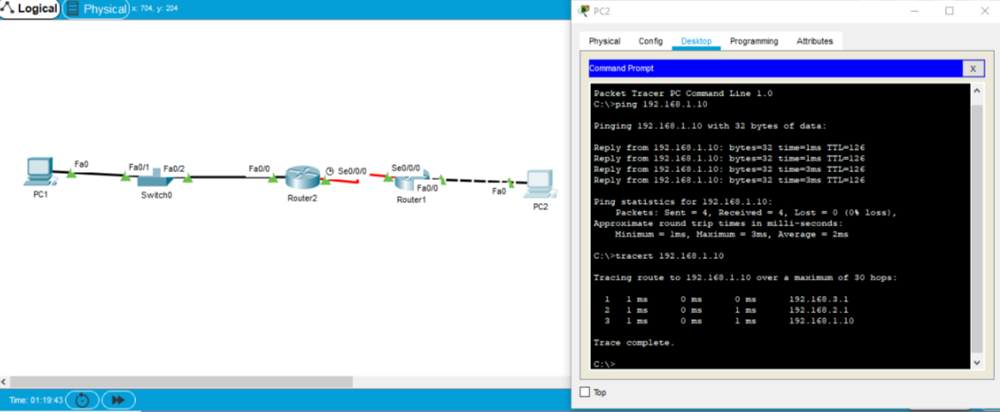 Logical
Physical
x: 704, y: 204
Fa0
Fa0/1
Fa0/2
Fa0/0
Se0/0/0
Se0/0/0
Fa0/0
Fa0
PC1
Switch0
Router2
Router1
PC2
Time: 01:19:43
PC2
Physical Config Desktop Programming Attributes
Command Prompt
X
Packet Tracer PC Command Line 1.0
C:\>ping 192.168.1.10
Pinging 192.168.1.10 with 32 bytes of data:
Reply from 192.168.1.10: bytes=32 time=1ms TTL=126
Reply from 192.168.1.10: bytes=32 time=1ms TTL=126
Reply from 192.168.1.10: bytes=32 time=3ms TTL=126
Reply from 192.168.1.10: bytes=32 time=3ms TTL=126
Ping statistics for 192.168.1.10:
Packets: Sent = 4, Received = 4, Lost = 0 (0% loss),
Approximate round trip times in milli-seconds:
Minimum = 1ms, Maximum = 3ms, Average = 2ms
C:\>tracert 192.168.1.10
Tracing route to 192.168.1.10 over a maximum of 30 hops:
1 1 ms 0 ms 0 ms 192.168.3.1
2 1 ms 0 ms 1 ms 192.168.2.1
3 1 ms 0 ms 1 ms 192.168.1.10
Trace complete.
C:\>
Top